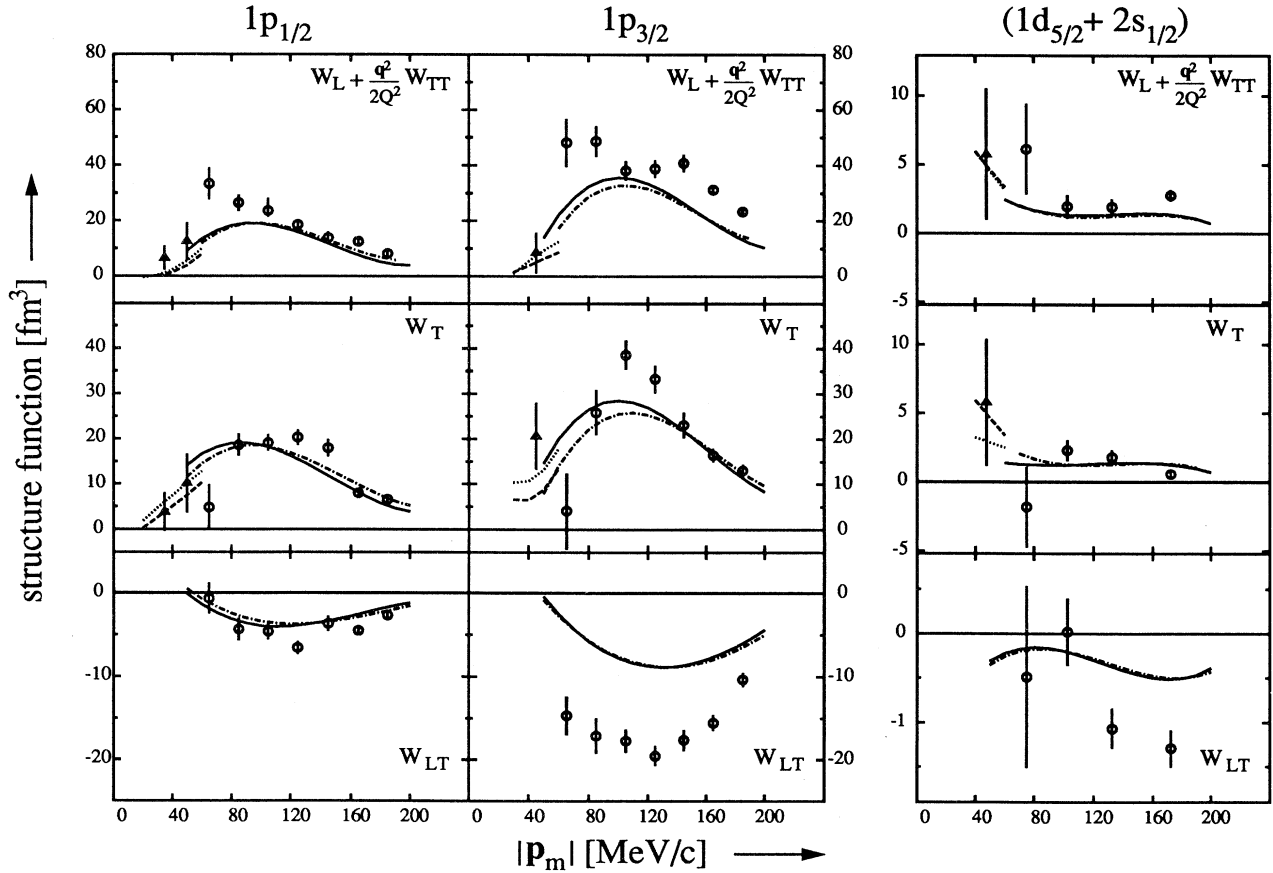 1p1/2 1p3/2 (1d5/2+ 2s1/2)
80 80
WL + q²/2Q² WTT WL + q²/2Q² WTT WL + q²/2Q² WTT
10
60 60
40 40 5
20 20
0 0 0
-5
WT WT WT
40 40 10
30 30
5
20 20
10 10 0
0 0
-5
0 0
0
-10 -10
-1
-20 -20
WLT WLT WLT
0 40 80 120 160 200 0 40 80 120 160 200 0 40 80 120 160 200
|pm| [MeV/c]
structure function [fm³]